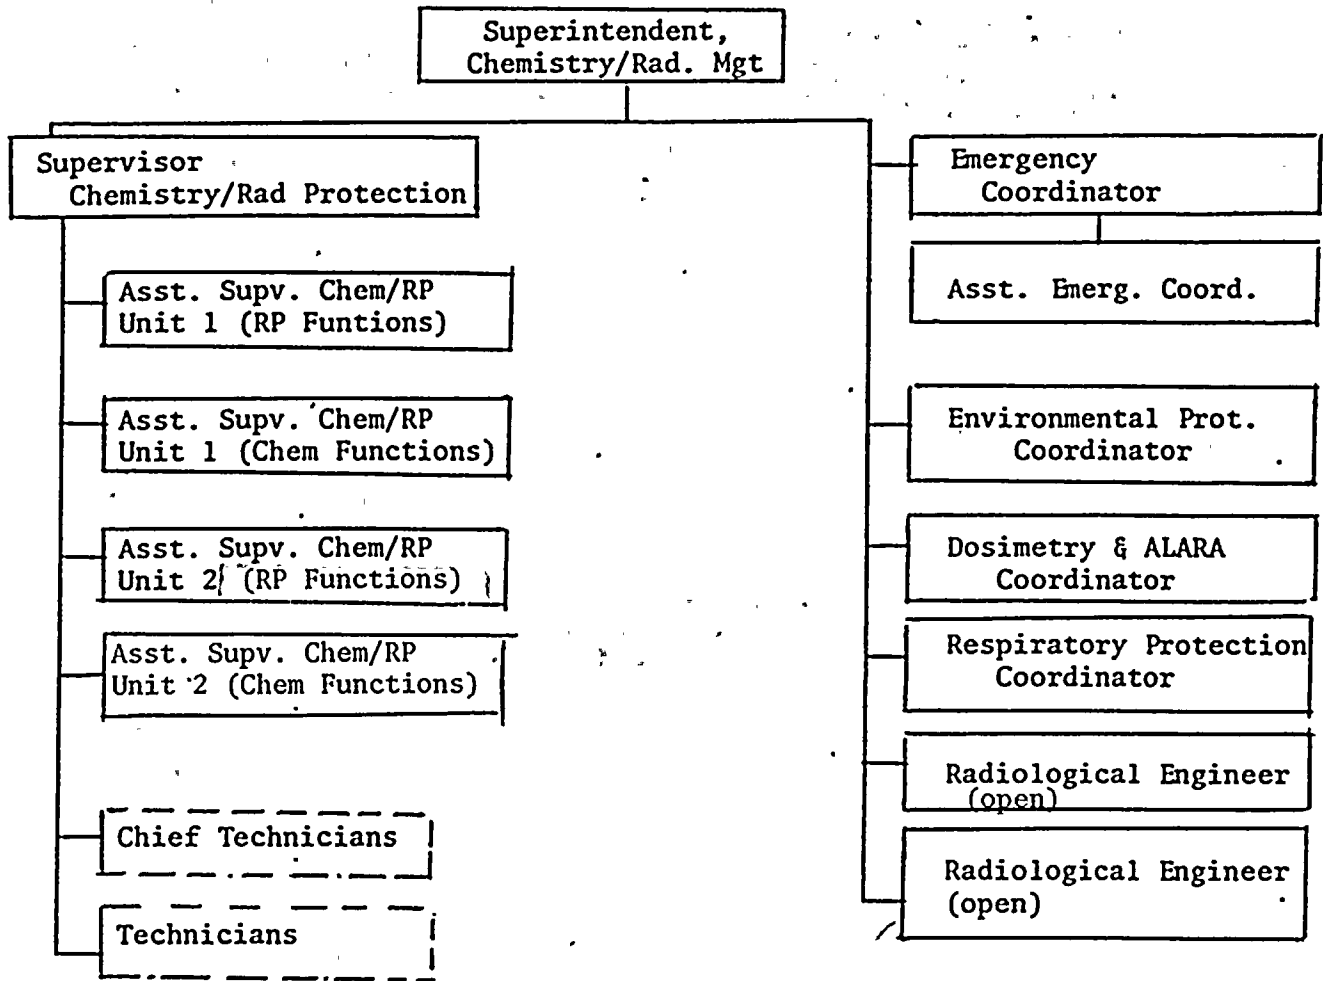 Superintendent,
Chemistry/Rad. Mgt
Supervisor
Chemistry/Rad Protection
Asst. Supv. Chem/RP
Unit 1 (RP Funtions)
Asst. Supv. Chem/RP
Unit 1 (Chem Functions)
Asst. Supv. Chem/RP
Unit 2 (RP Functions)
Asst. Supv. Chem/RP
Unit 2 (Chem Functions)
Chief Technicians
Technicians
Emergency
Coordinator
Asst. Emerg. Coord.
Environmental Prot.
Coordinator
Dosimetry & ALARA
Coordinator
Respiratory Protection
Coordinator
Radiological Engineer
(open)
Radiological Engineer
(open)